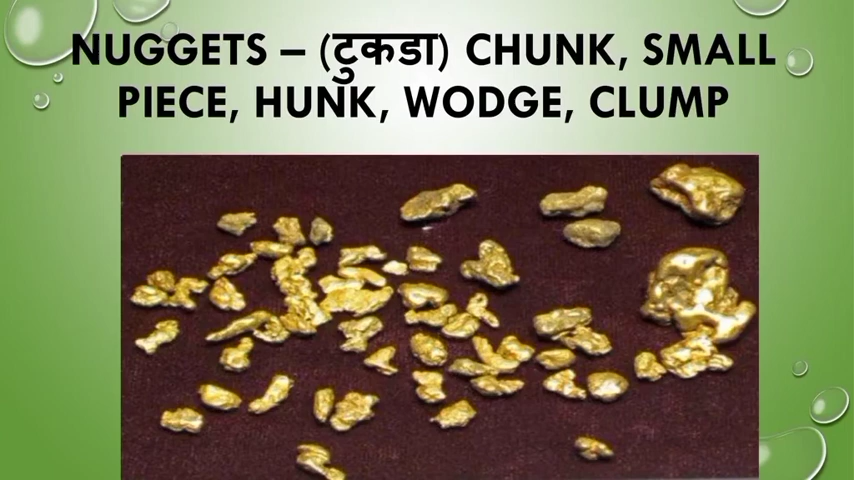 NUGGETS – (टुकडा) CHUNK, SMALL
PIECE, HUNK, WODGE, CLUMP